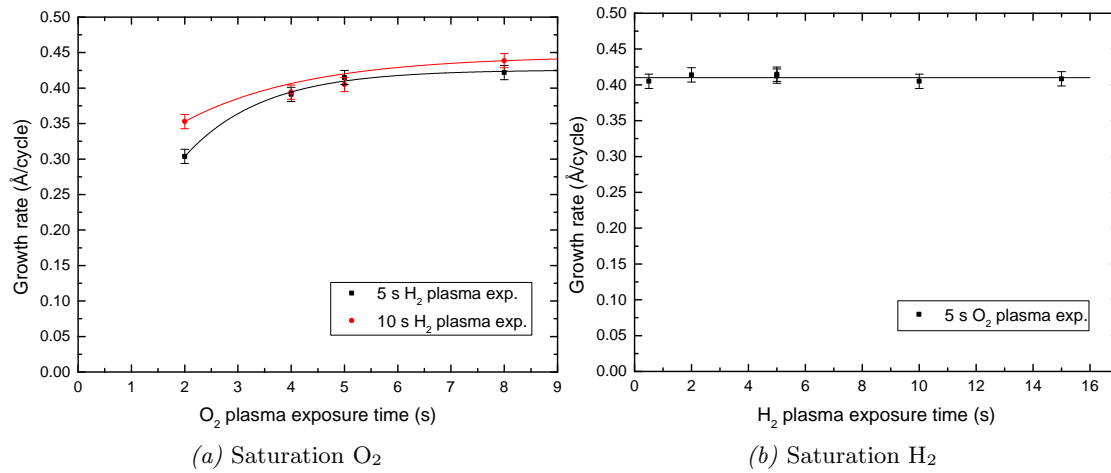 0.50
0.45
0.40
0.35
0.30
0.25
0.20
0.15
0.10
0.05
0.00
Growth rate (Å/cycle)
5 s H₂ plasma exp.
10 s H₂ plasma exp.
0 1 2 3 4 5 6 7 8 9
O₂ plasma exposure time (s)
(a) Saturation O₂
0.50
0.45
0.40
0.35
0.30
0.25
0.20
0.15
0.10
0.05
0.00
Growth rate (Å/cycle)
5 s O₂ plasma exp.
0 2 4 6 8 10 12 14 16
H₂ plasma exposure time (s)
(b) Saturation H₂